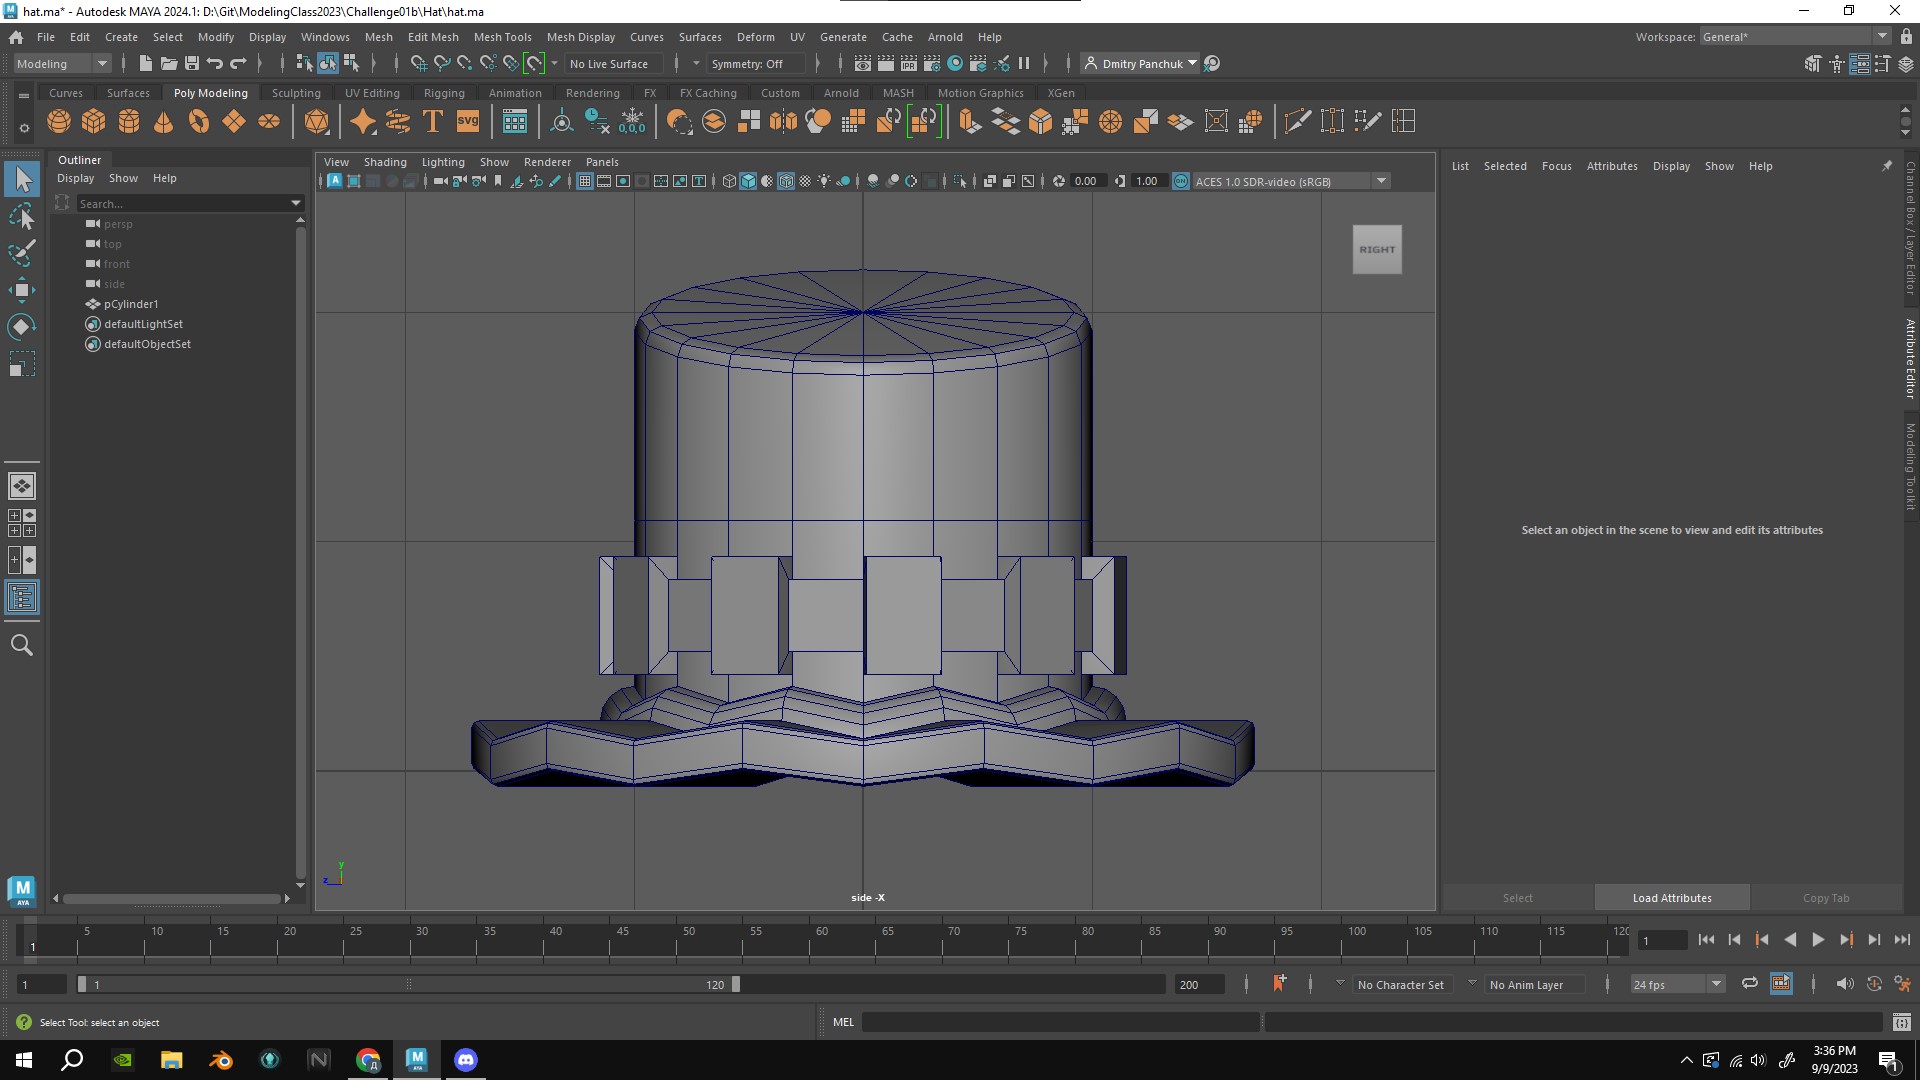 hat.ma* - Autodesk MAYA 2024.1: D:\Git\ModelingClass2023\Challenge01b\Hat\hat.ma
File Edit Create Select Modify Display Windows Mesh Edit Mesh Mesh Tools Mesh Display Curves Surfaces Deform UV Generate Cache Arnold Help Workspace: General*
Modeling No Live Surface Symmetry: Off IPR Dmitry Panchuk
Curves Surfaces Poly Modeling Sculpting UV Editing Rigging Animation Rendering FX FX Caching Custom Arnold MASH Motion Graphics XGen
T svg 0,0,0
Outliner
Display Show Help
Search...
persp
top
front
side
pCylinder1
defaultLightSet
defaultObjectSet
View Shading Lighting Show Renderer Panels
0.00 1.00 ON ACES 1.0 SDR-video (sRGB)
RIGHT
y
z
side -X
List Selected Focus Attributes Display Show Help
Select an object in the scene to view and edit its attributes
Select Load Attributes Copy Tab
Channel Box / Layer Editor
Attribute Editor
Modeling Toolkit
M
AYA
5 10 15 20 25 30 35 40 45 50 55 60 65 70 75 80 85 90 95 100 105 110 115 120
1 1
1 1 120 200 No Character Set No Anim Layer 24 fps
Select Tool: select an object MEL
3:36 PM
9/9/2023
1